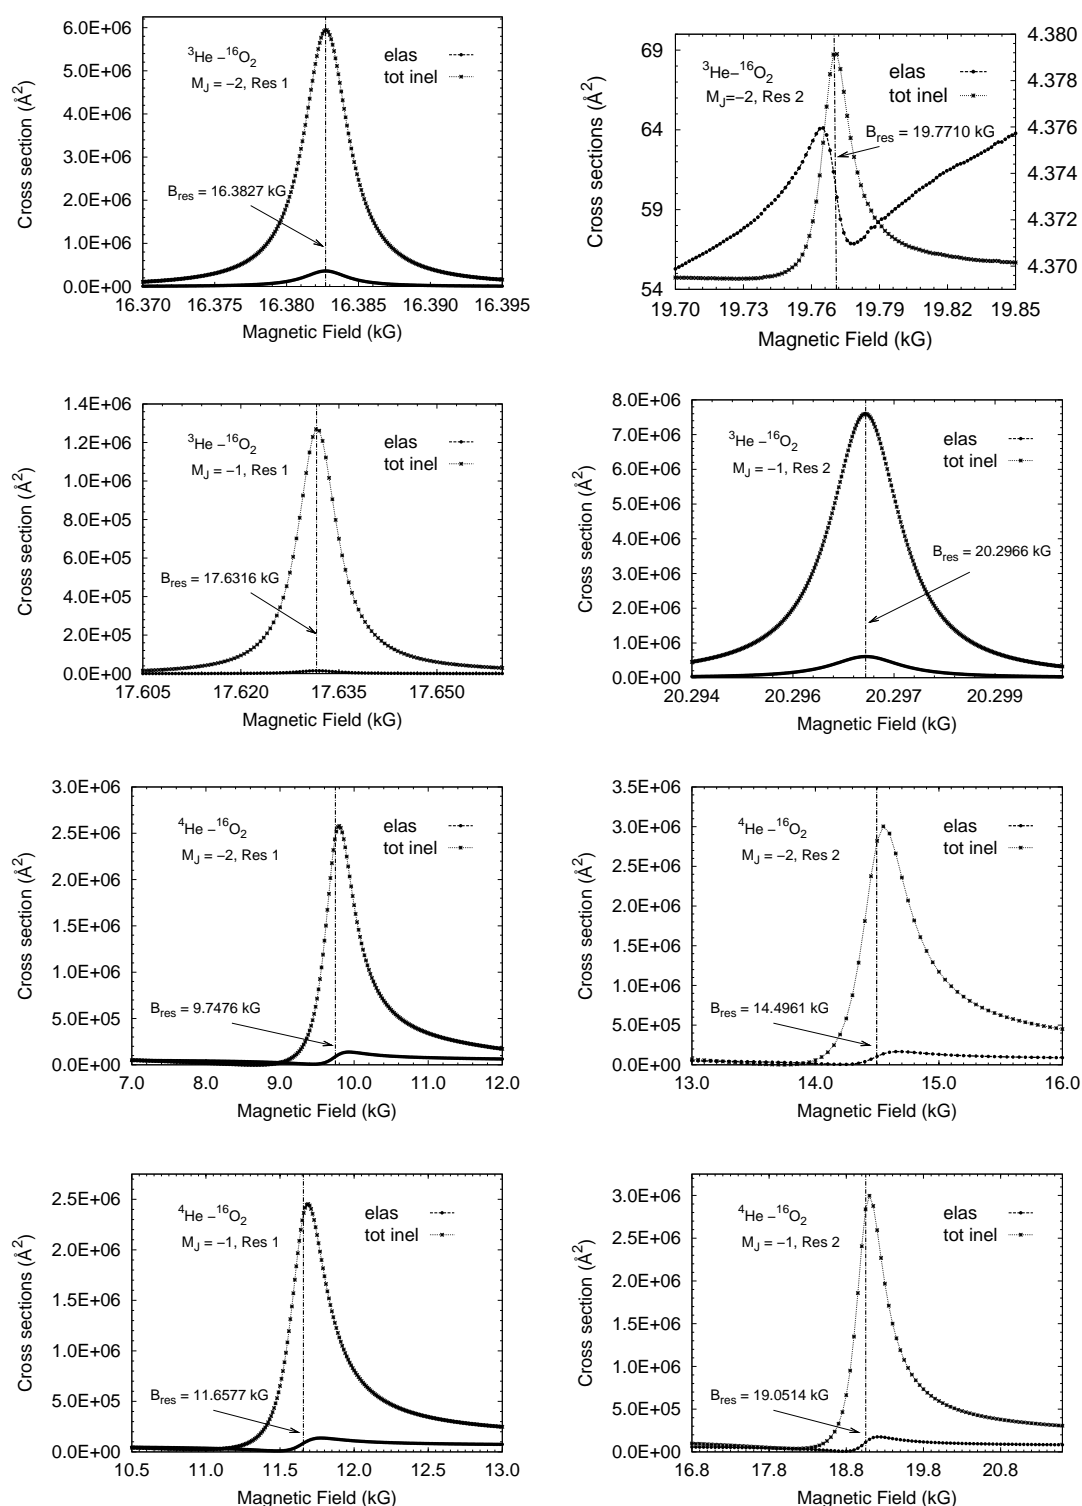 6.0E+06
5.0E+06
4.0E+06
3.0E+06
2.0E+06
1.0E+06
0.0E+00
Cross section (Å²)
³He–¹⁶O₂
M_J = −2, Res 1
elas
tot inel
B_res =
16.3827 kG
16.370 16.375 16.380 16.385 16.390 16.395
Magnetic Field (kG)
69
64
59
54
Cross sections (Å²)
³He–¹⁶O₂
M_J=−2, Res 2
elas
tot inel
B_res = 19.7710 kG
4.380
4.378
4.376
4.374
4.372
4.370
19.70 19.73 19.76 19.79 19.82 19.85
Magnetic Field (kG)
1.4E+06
1.2E+06
1.0E+06
8.0E+05
6.0E+05
4.0E+05
2.0E+05
0.0E+00
Cross section (Å²)
³He –¹⁶O₂
M_J = −1, Res 1
elas
tot inel
B_res = 17.6316 kG
17.605 17.620 17.635 17.650
Magnetic Field (kG)
8.0E+06
7.0E+06
6.0E+06
5.0E+06
4.0E+06
3.0E+06
2.0E+06
1.0E+06
0.0E+00
Cross section (Å²)
³He –¹⁶O₂
M_J = −1, Res 2
elas
tot inel
B_res = 20.2966 kG
20.294 20.296 20.297 20.299
Magnetic Field (kG)
3.0E+06
2.5E+06
2.0E+06
1.5E+06
1.0E+06
5.0E+05
0.0E+00
Cross section (Å²)
⁴He –¹⁶O₂
M_J = −2, Res 1
elas
tot inel
B_res = 9.7476 kG
7.0 8.0 9.0 10.0 11.0 12.0
Magnetic Field (kG)
3.5E+06
3.0E+06
2.5E+06
2.0E+06
1.5E+06
1.0E+06
5.0E+05
0.0E+00
Cross section (Å²)
⁴He –¹⁶O₂
M_J = −2, Res 2
elas
tot inel
B_res = 14.4961 kG
13.0 14.0 15.0 16.0
Magnetic Field (kG)
2.5E+06
2.0E+06
1.5E+06
1.0E+06
5.0E+05
0.0E+00
Cross sections (Å²)
⁴He –¹⁶O₂
M_J = −1, Res 1
elas
tot inel
B_res = 11.6577 kG
10.5 11.0 11.5 12.0 12.5 13.0
Magnetic Field (kG)
3.0E+06
2.5E+06
2.0E+06
1.5E+06
1.0E+06
5.0E+05
0.0E+00
Cross section (Å²)
⁴He –¹⁶O₂
M_J = −1, Res 2
elas
tot inel
B_res = 19.0514 kG
16.8 17.8 18.8 19.8 20.8
Magnetic Field (kG)